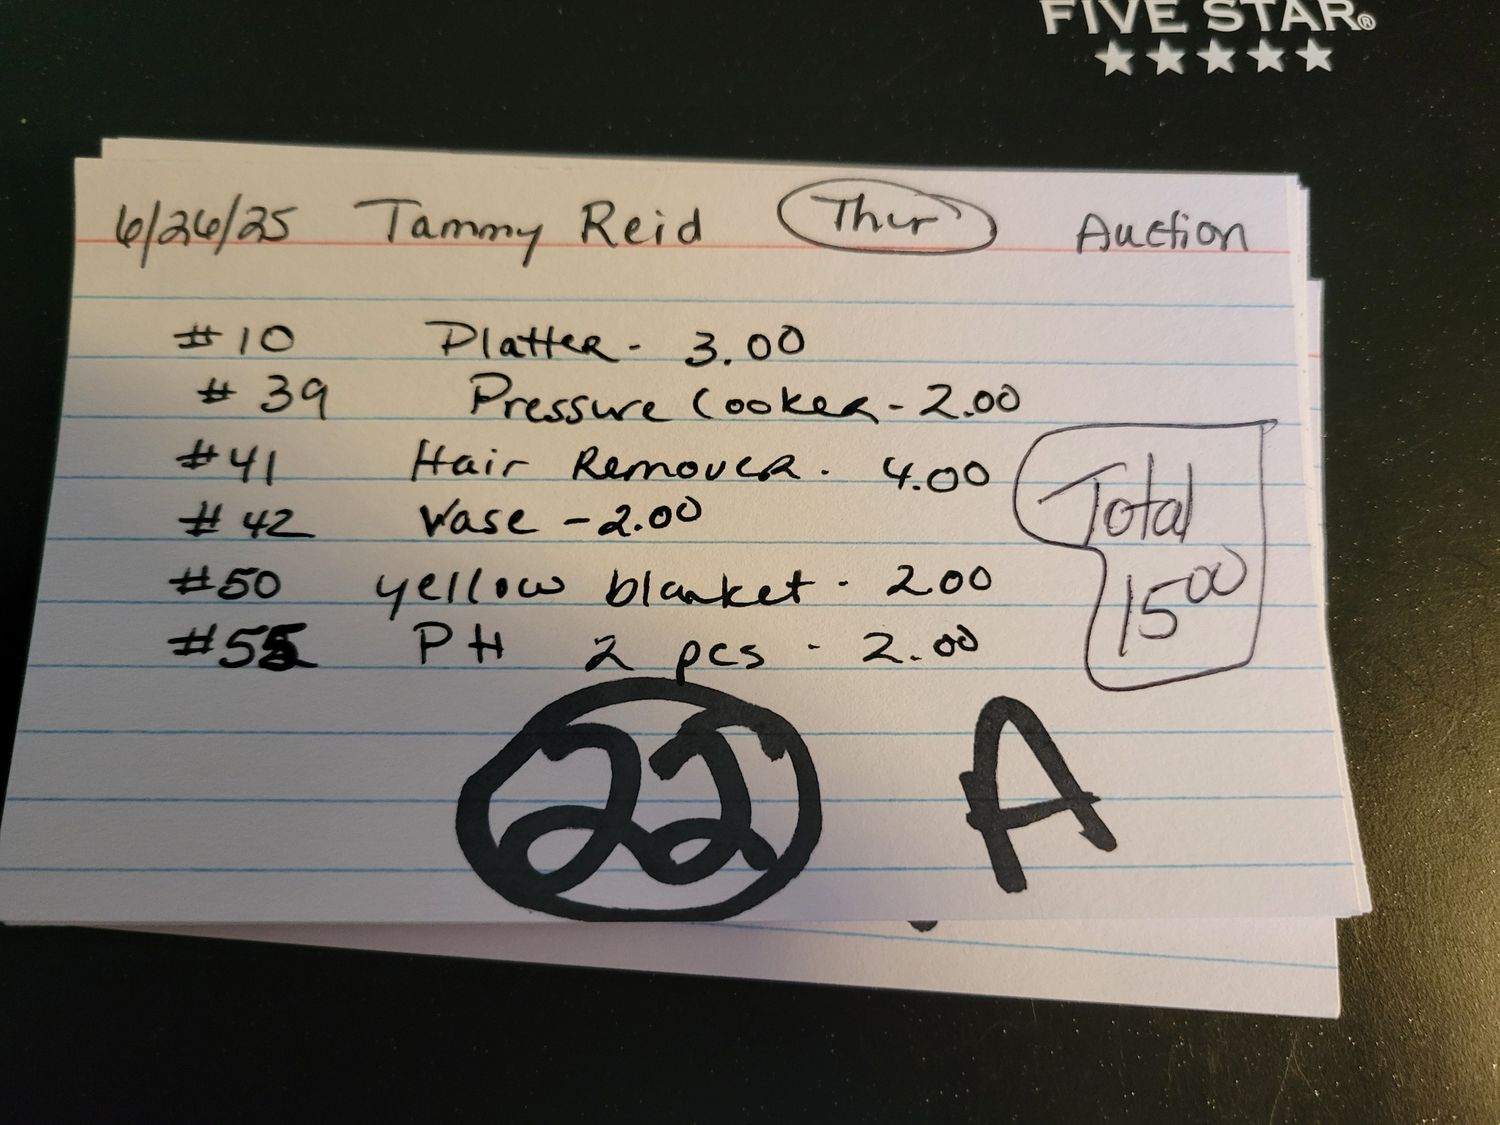 FIVE STAR®
6/26/25 Tammy Reid Thur Auction
#10 Platter - 3.00
#39 Pressure Cooker - 2.00
#41 Hair Remover - 4.00
#42 Vase - 2.00
#50 yellow blanket - 2.00
#55 PH 2 pcs - 2.00
Total
15.00
22 A